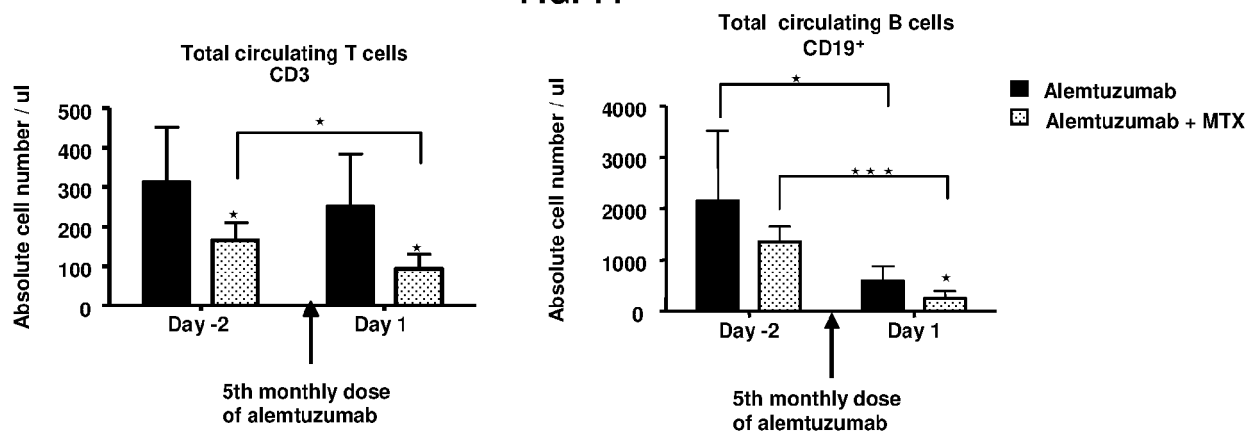 Total circulating T cells
CD3
Absolute cell number / ul
500
400
300
200
100
0
Day -2
Day 1
5th monthly dose
of alemtuzumab
Total circulating B cells
CD19+
Absolute cell number / ul
4000
3000
2000
1000
0
Day -2
Day 1
5th monthly dose
of alemtuzumab
Alemtuzumab
Alemtuzumab + MTX